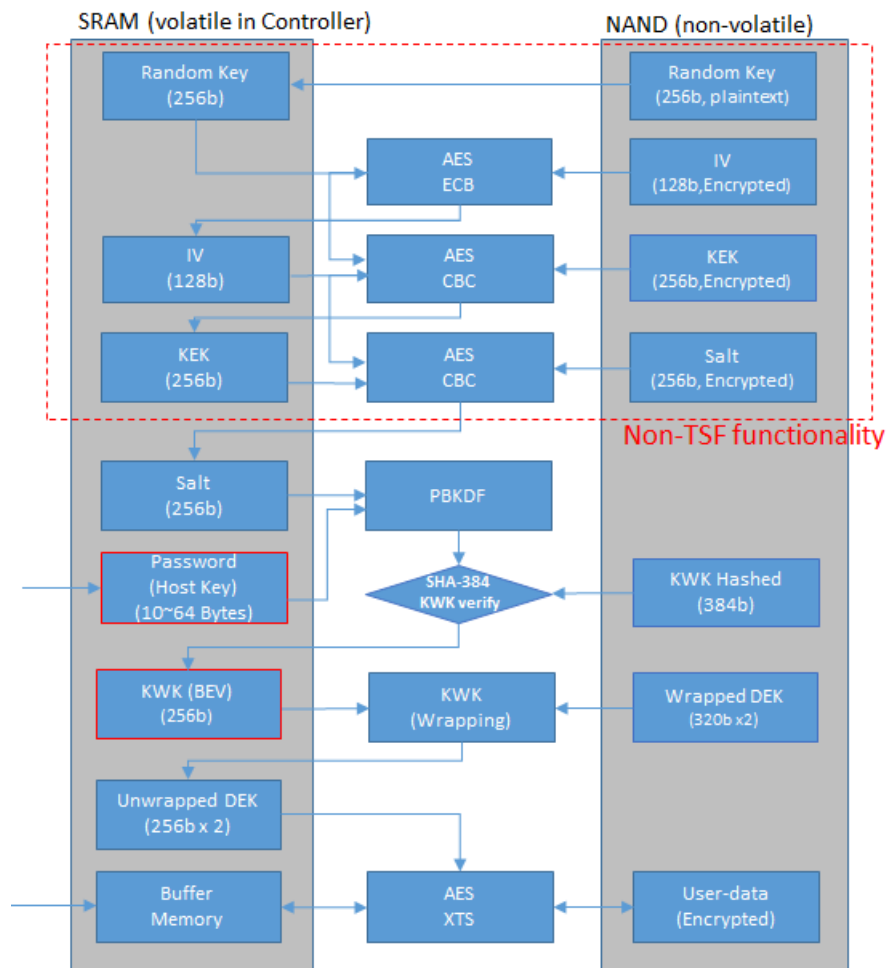 SRAM (volatile in Controller)
NAND (non-volatile)
Random Key
(256b)
Random Key
(256b, plaintext)
AES
ECB
IV
(128b,Encrypted)
IV
(128b)
AES
CBC
KEK
(256b,Encrypted)
KEK
(256b)
AES
CBC
Salt
(256b, Encrypted)
Non-TSF functionality
Salt
(256b)
PBKDF
Password
(Host Key)
(10~64 Bytes)
SHA-384
KWK verify
KWK Hashed
(384b)
KWK (BEV)
(256b)
KWK
(Wrapping)
Wrapped DEK
(320b x2)
Unwrapped DEK
(256b x 2)
Buffer
Memory
AES
XTS
User-data
(Encrypted)